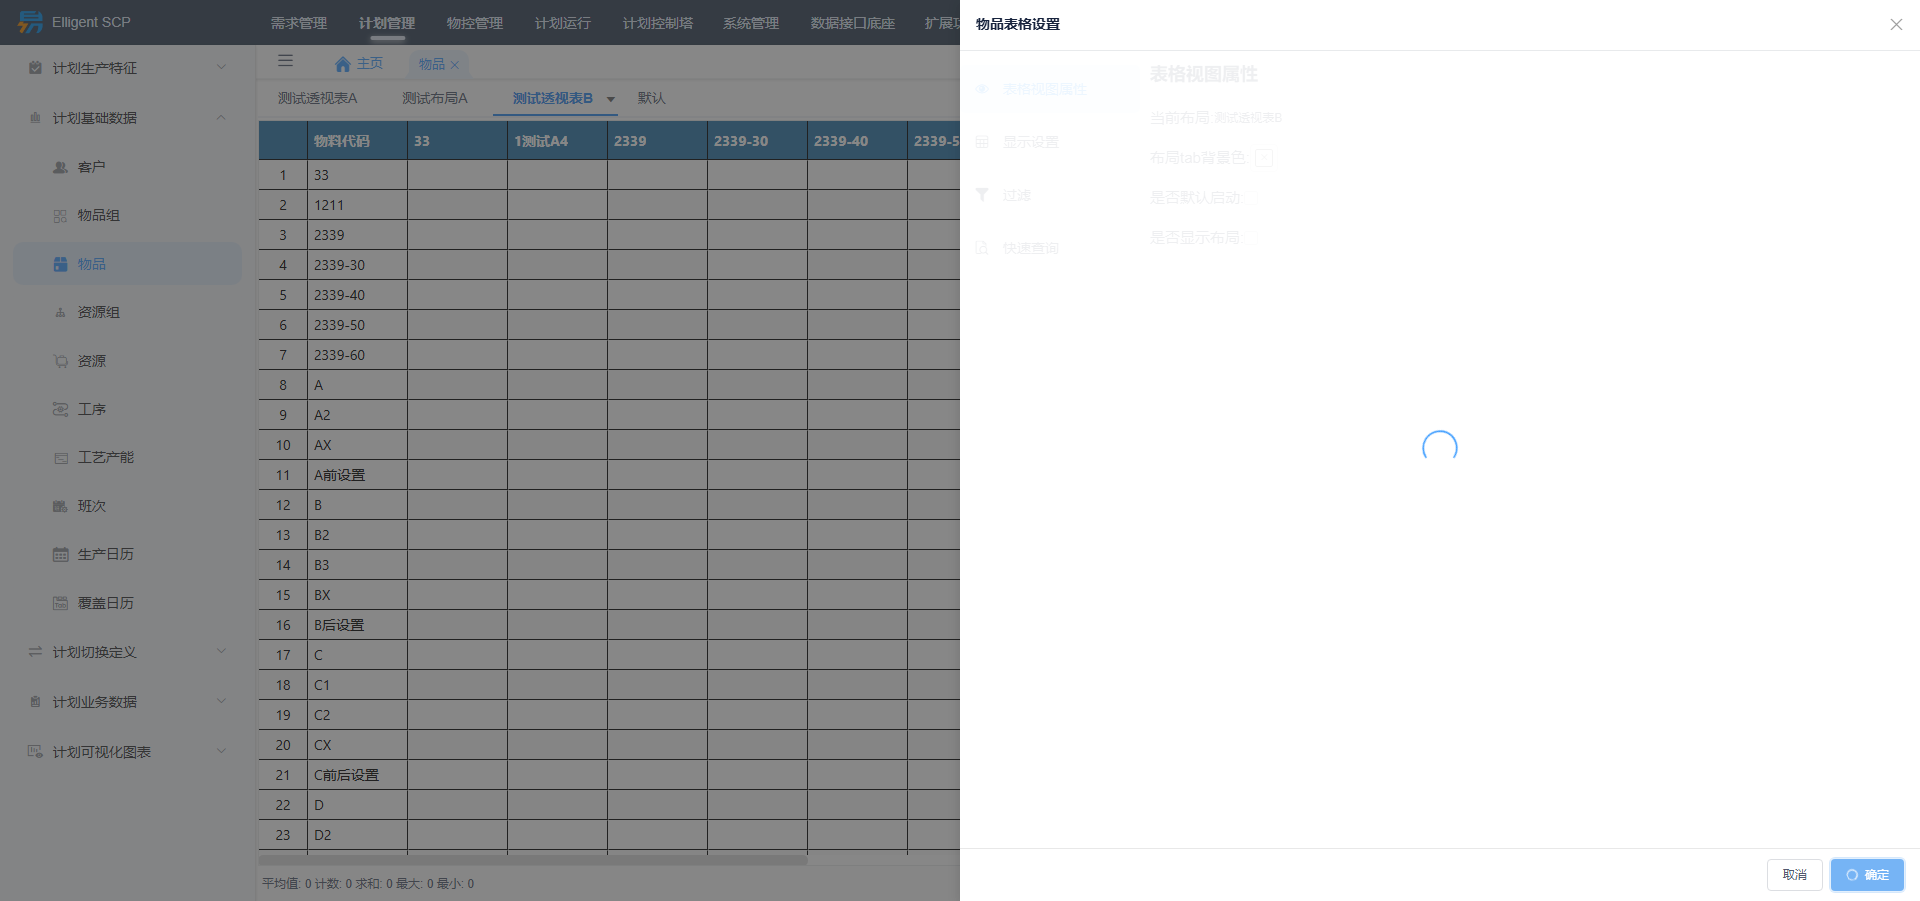 Elligent SCP
需求管理
计划管理
物控管理
计划运行
计划控制塔
系统管理
数据接口底座
扩展
物品表格设置
计划生产特征
计划基础数据
客户
物品组
物品
资源组
资源
工序
工艺产能
班次
生产日历
覆盖日历
计划切换定义
计划业务数据
计划可视化图表
主页
物品
测试透视表A
测试布局A
测试透视表B
默认
物料代码 33 1测试A4 2339 2339-30 2339-40 2339-5
1 33
2 1211
3 2339
4 2339-30
5 2339-40
6 2339-50
7 2339-60
8 A
9 A2
10 AX
11 A前设置
12 B
13 B2
14 B3
15 BX
16 B后设置
17 C
18 C1
19 C2
20 CX
21 C前后设置
22 D
23 D2
平均值: 0 计数: 0 求和: 0 最大: 0 最小: 0
表格视图属性
显示设置
过滤
快速查询
表格视图属性
当前布局:测试透视表B
布局tab背景色:
是否默认启动:
是否显示布局:
取消
确定